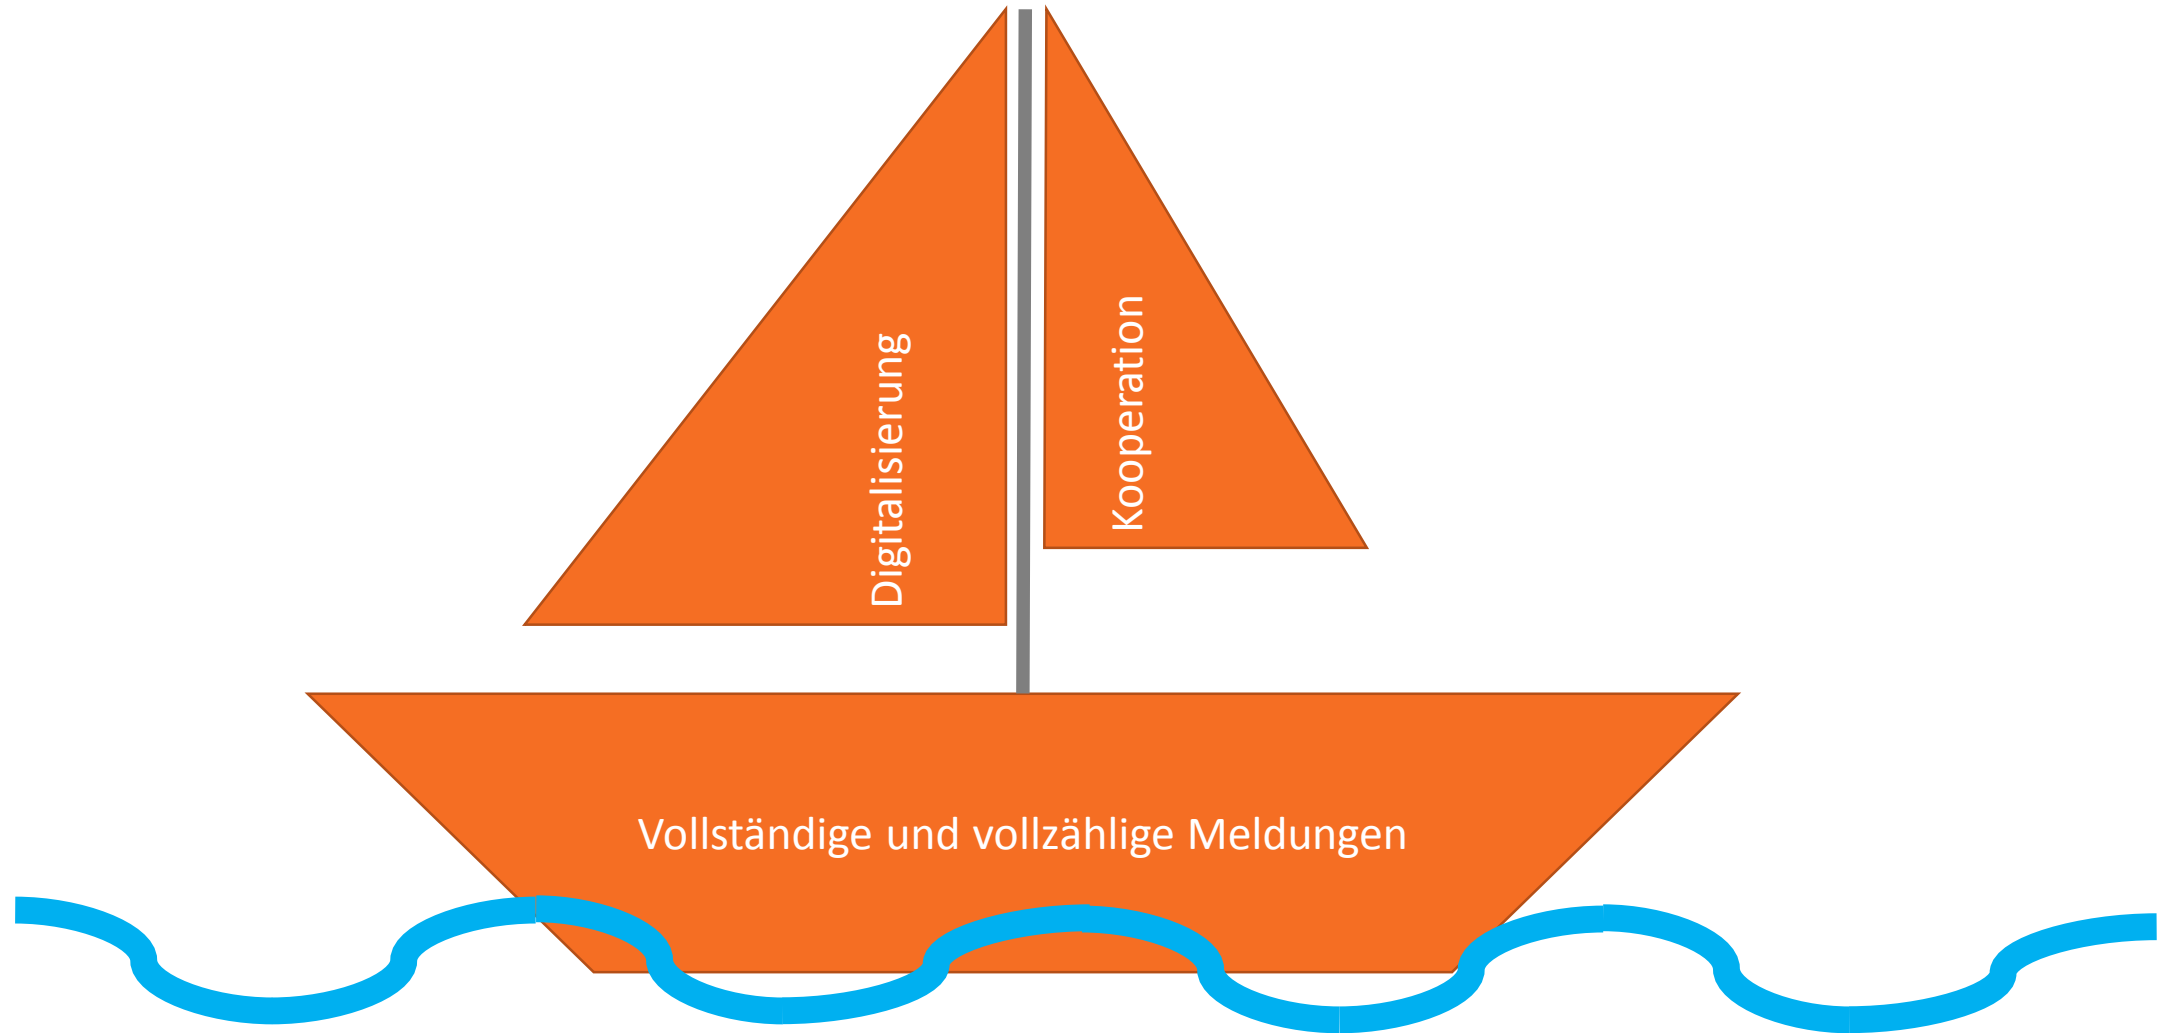 Digitalisierung
Kooperation
Vollständige und vollzählige Meldungen